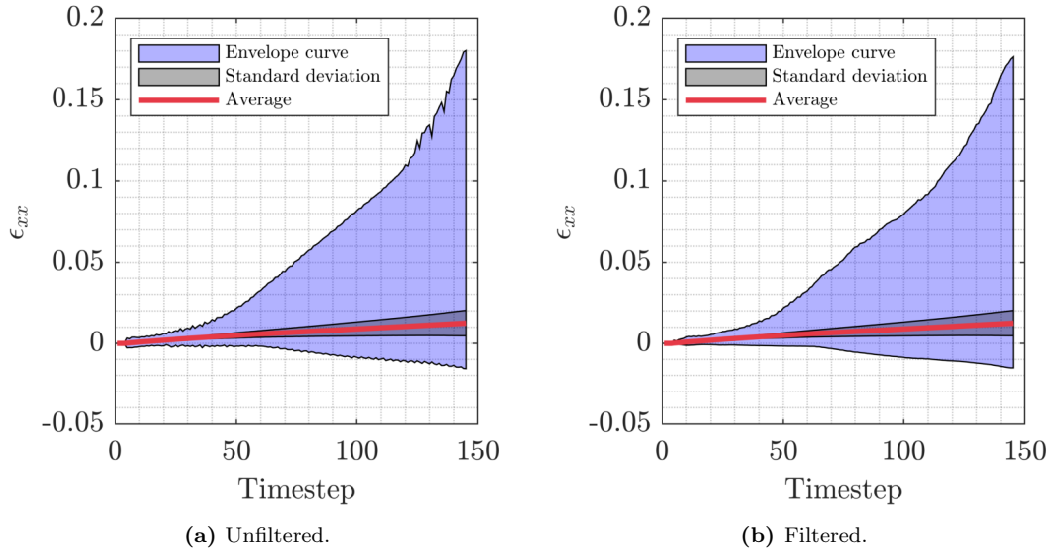 0.2
0.15
0.1
0.05
0
-0.05
ϵxx
Envelope curve
Standard deviation
Average
0
50
100
150
Timestep
(a) Unfiltered.
0.2
0.15
0.1
0.05
0
-0.05
ϵxx
Envelope curve
Standard deviation
Average
0
50
100
150
Timestep
(b) Filtered.